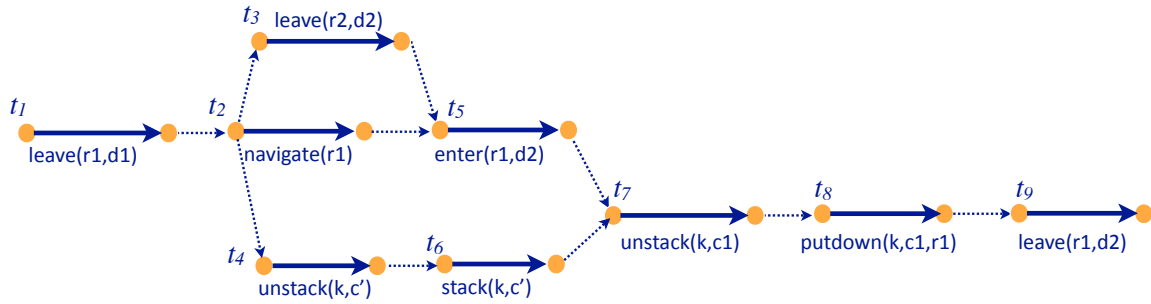 t3
leave(r2,d2)
t1
t2
t5
leave(r1,d1)
navigate(r1)
enter(r1,d2)
t7
t8
t9
t4
t6
unstack(k,c1)
putdown(k,c1,r1)
leave(r1,d2)
unstack(k,c’)
stack(k,c’)